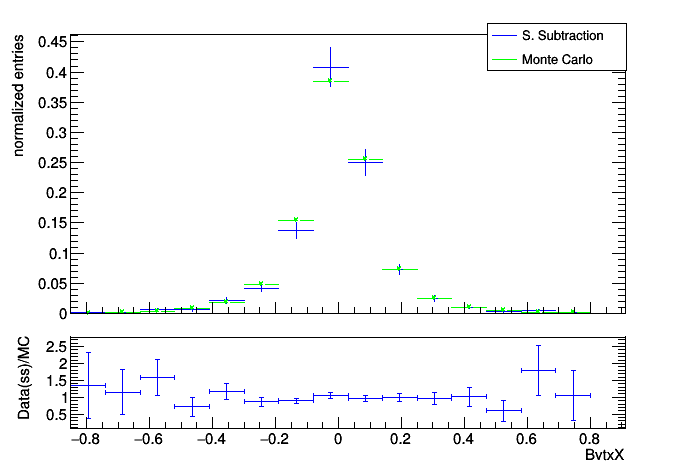 S. Subtraction
Monte Carlo
normalized entries
0.45
0.4
0.35
0.3
0.25
0.2
0.15
0.1
0.05
0
Data(ss)/MC
2.5
2
1.5
1
0.5
−0.8 −0.6 −0.4 −0.2 0 0.2 0.4 0.6 0.8
BvtxX